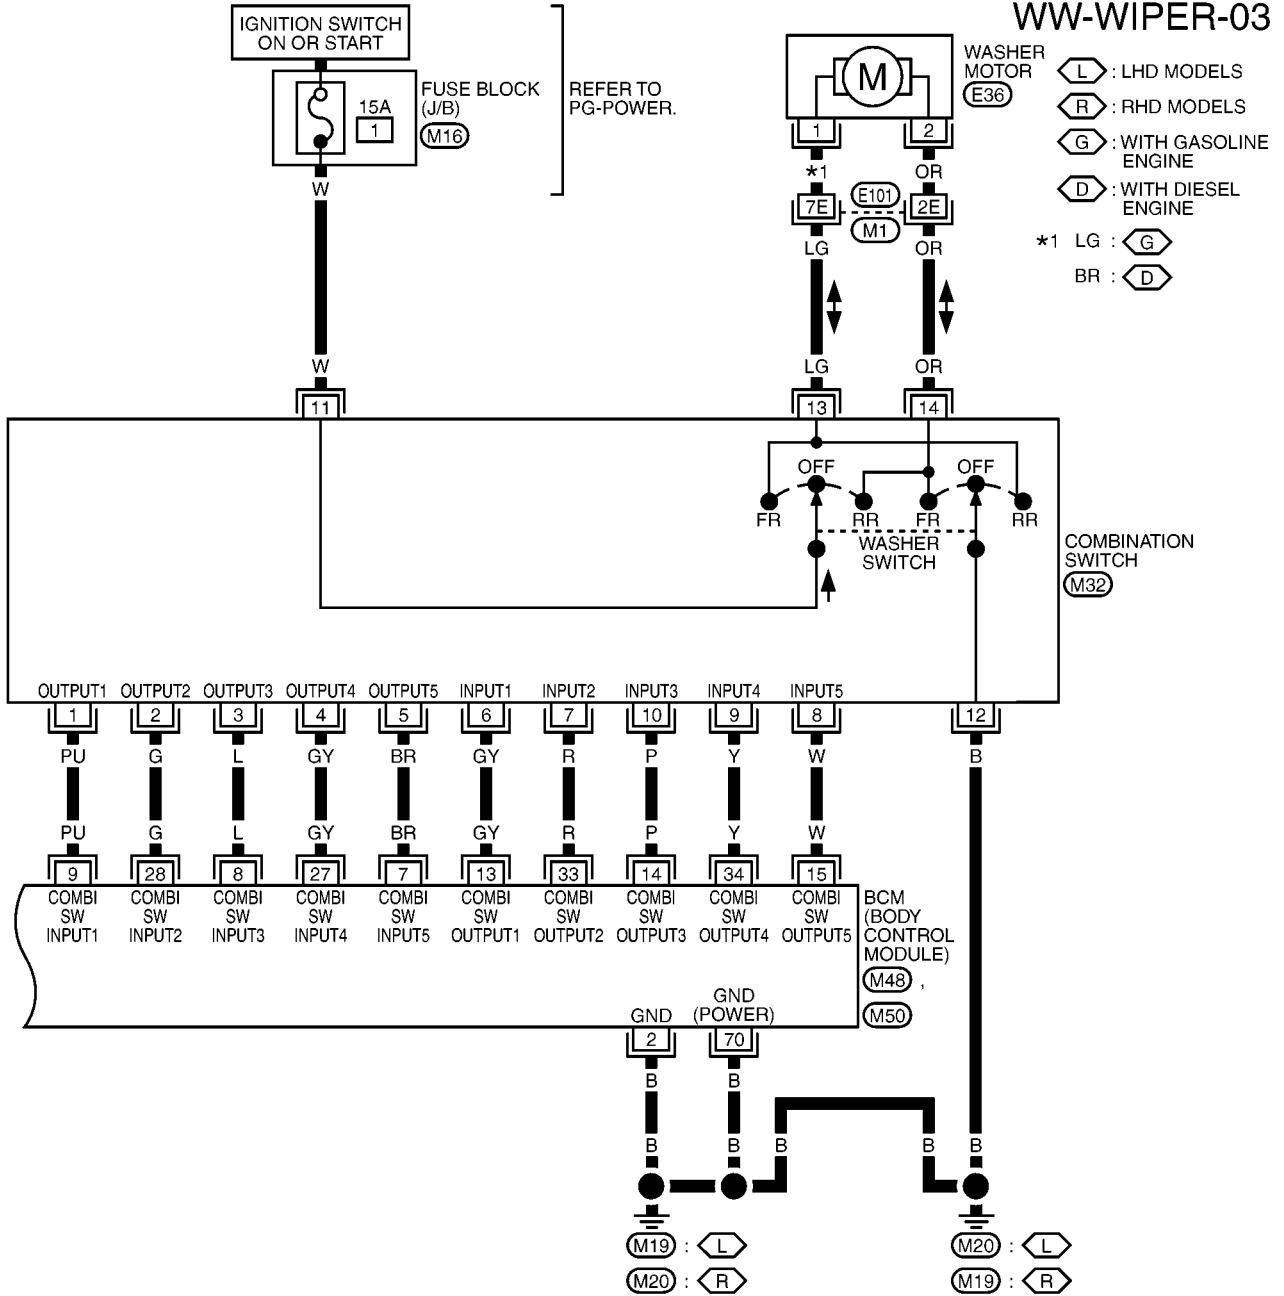 WW-WIPER-03
IGNITION SWITCH
ON OR START
FUSE BLOCK
(J/B)
M16
15A
1
REFER TO
PG-POWER.
WASHER
MOTOR
E36
M
L : LHD MODELS
R : RHD MODELS
G : WITH GASOLINE
ENGINE
D : WITH DIESEL
ENGINE
*1 LG : G
BR : D
1 2
W
*1 OR
7E E101 2E
M1
LG OR
W LG OR
11 13 14
OFF OFF
FR RR FR RR
WASHER
SWITCH
COMBINATION
SWITCH
M32
OUTPUT1 OUTPUT2 OUTPUT3 OUTPUT4 OUTPUT5 INPUT1 INPUT2 INPUT3 INPUT4 INPUT5
1 2 3 4 5 6 7 10 9 8 12
PU G L GY BR GY R P Y W B
PU G L GY BR GY R P Y W
9 28 8 27 7 13 33 14 34 15
COMBI COMBI COMBI COMBI COMBI COMBI COMBI COMBI COMBI COMBI
SW SW SW SW SW SW SW SW SW SW
INPUT1 INPUT2 INPUT3 INPUT4 INPUT5 OUTPUT1 OUTPUT2 OUTPUT3 OUTPUT4 OUTPUT5
BCM
(BODY
CONTROL
MODULE)
M48 ,
M50
GND
GND
(POWER)
2 70
B B
B B B B B
M19 : L
M20 : R
M20 : L
M19 : R